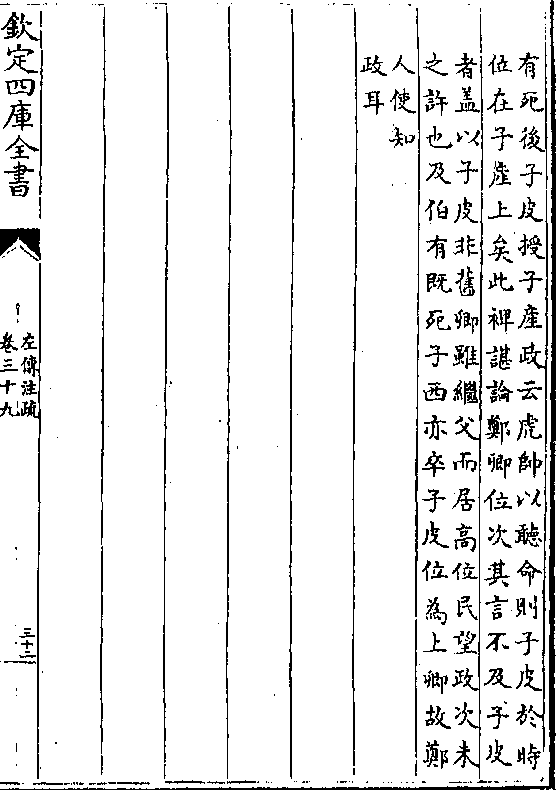 有死後子皮授子産政云虎帥以聽命則子皮於時
位在子産上矣此裨諶論鄭卿位次其言不及子皮
者盖以子皮非舊卿雖繼父而居高位民望政次未
之許也及伯有既死子西亦卒子皮位為上卿故鄭
人使知
政耳
欽定四庫全書
左傳注疏
卷三十九
三十二